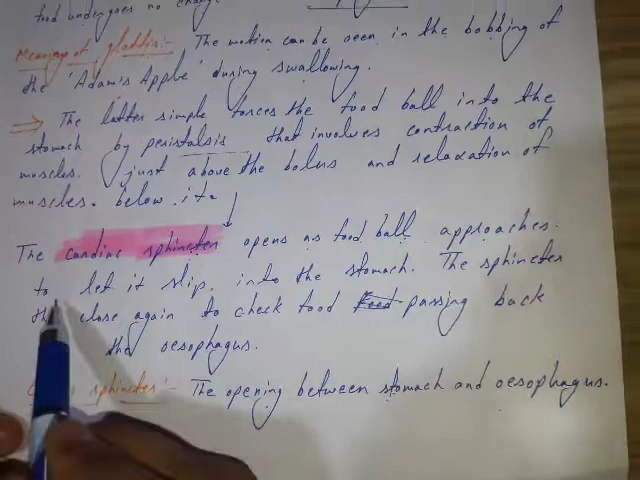 food undergoes no change
Meaning of glottis:- The motion can be seen in the bobbing of
the 'Adam's Apple' during swallowing.
⇒ The latter simple forces the food ball into the
stomach by peristalsis that involves contraction of
muscles. just above the bolus and relaxation of
muscles. below it-
The cardiac sphincter opens as food ball approaches.
to let it slip. into the stomach. The sphincter
close again to check food passing back
the oesophagus.
sphincter:- The opening between stomach and oesophagus.